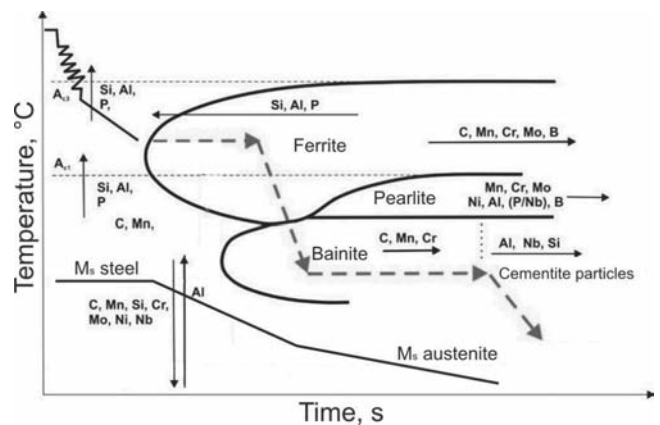 Temperature, °C
A_c3
Si, Al,
P,
Si, Al, P
Ferrite
C, Mn, Cr, Mo, B
A_c1
Si, Al,
P
C, Mn,
Pearlite
Mn, Cr, Mo
Ni, Al, (P/Nb), B
Bainite
C, Mn, Cr
Al, Nb, Si
Cementite particles
Ms steel
Al
C, Mn, Si, Cr,
Mo, Ni, Nb
Ms austenite
Time, s